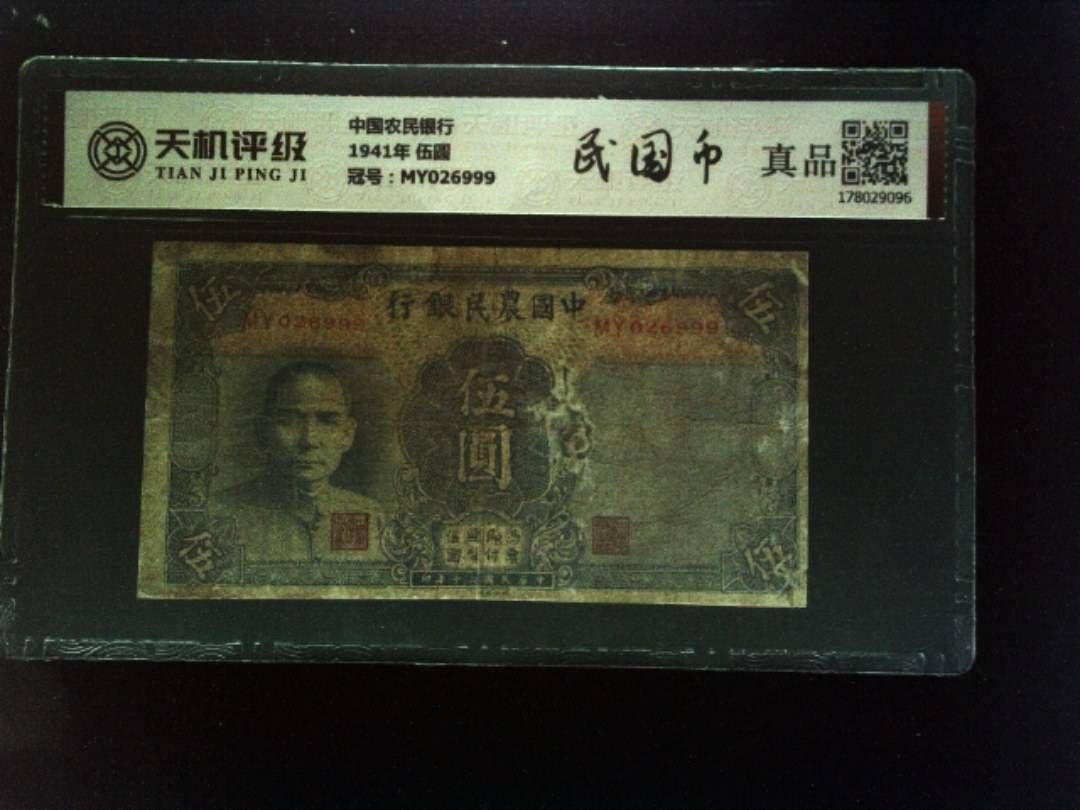 天机评级
TIAN JI PING JI
中国农民银行
1941年 伍圆
冠号：MY026999
民国币
真品
178029096
伍
行銀民農國中
伍
MY026999
MY026999
伍
圓
伍
伍